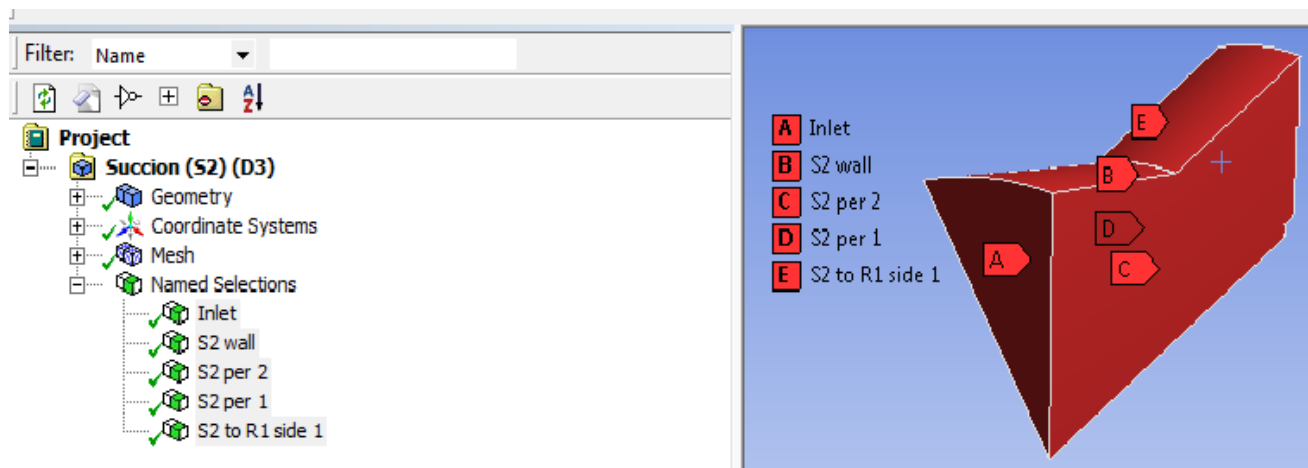 Filter: Name
Project
Succion (S2) (D3)
Geometry
Coordinate Systems
Mesh
Named Selections
Inlet
S2 wall
S2 per 2
S2 per 1
S2 to R1 side 1
A Inlet
B S2 wall
C S2 per 2
D S2 per 1
E S2 to R1 side 1
E
B
D
A
C